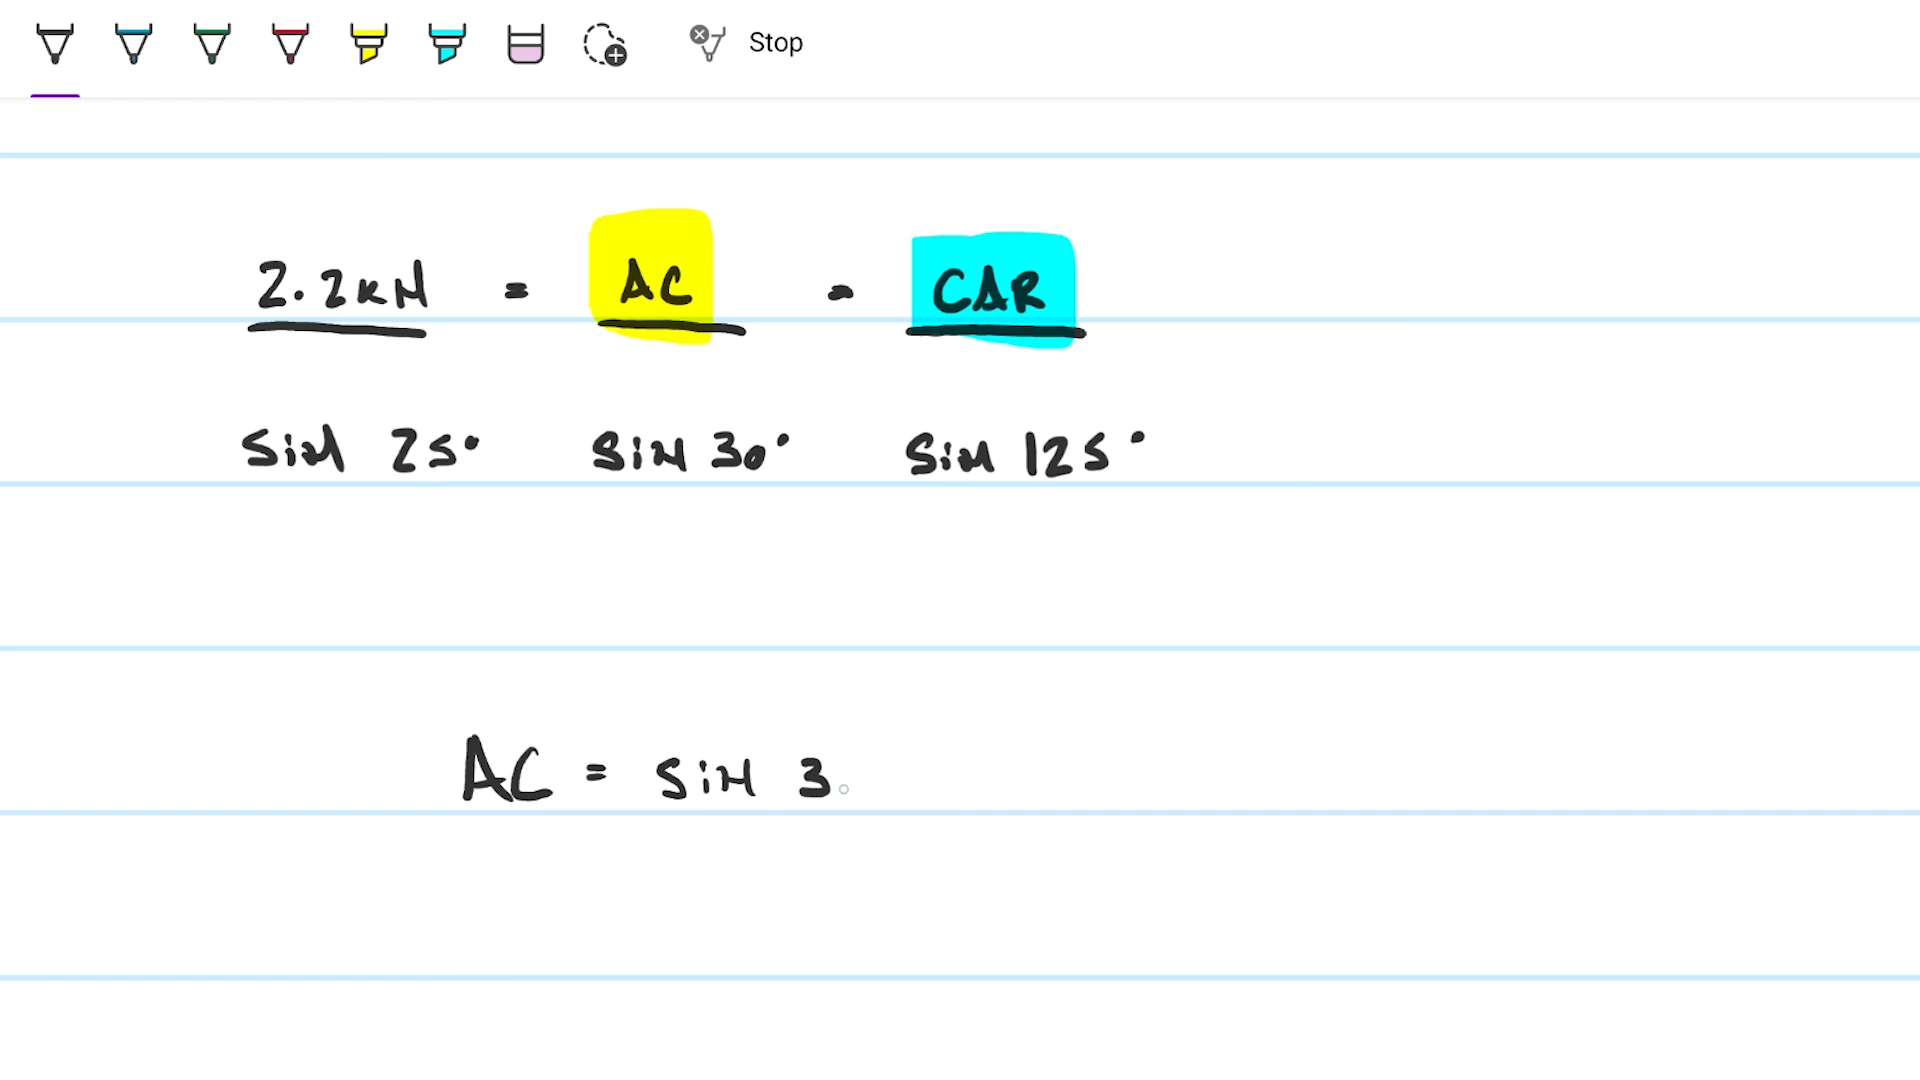 Stop
2.2kN = AC = CAR
Sin 25° Sin 30° Sin 125°
AC = Sin 3